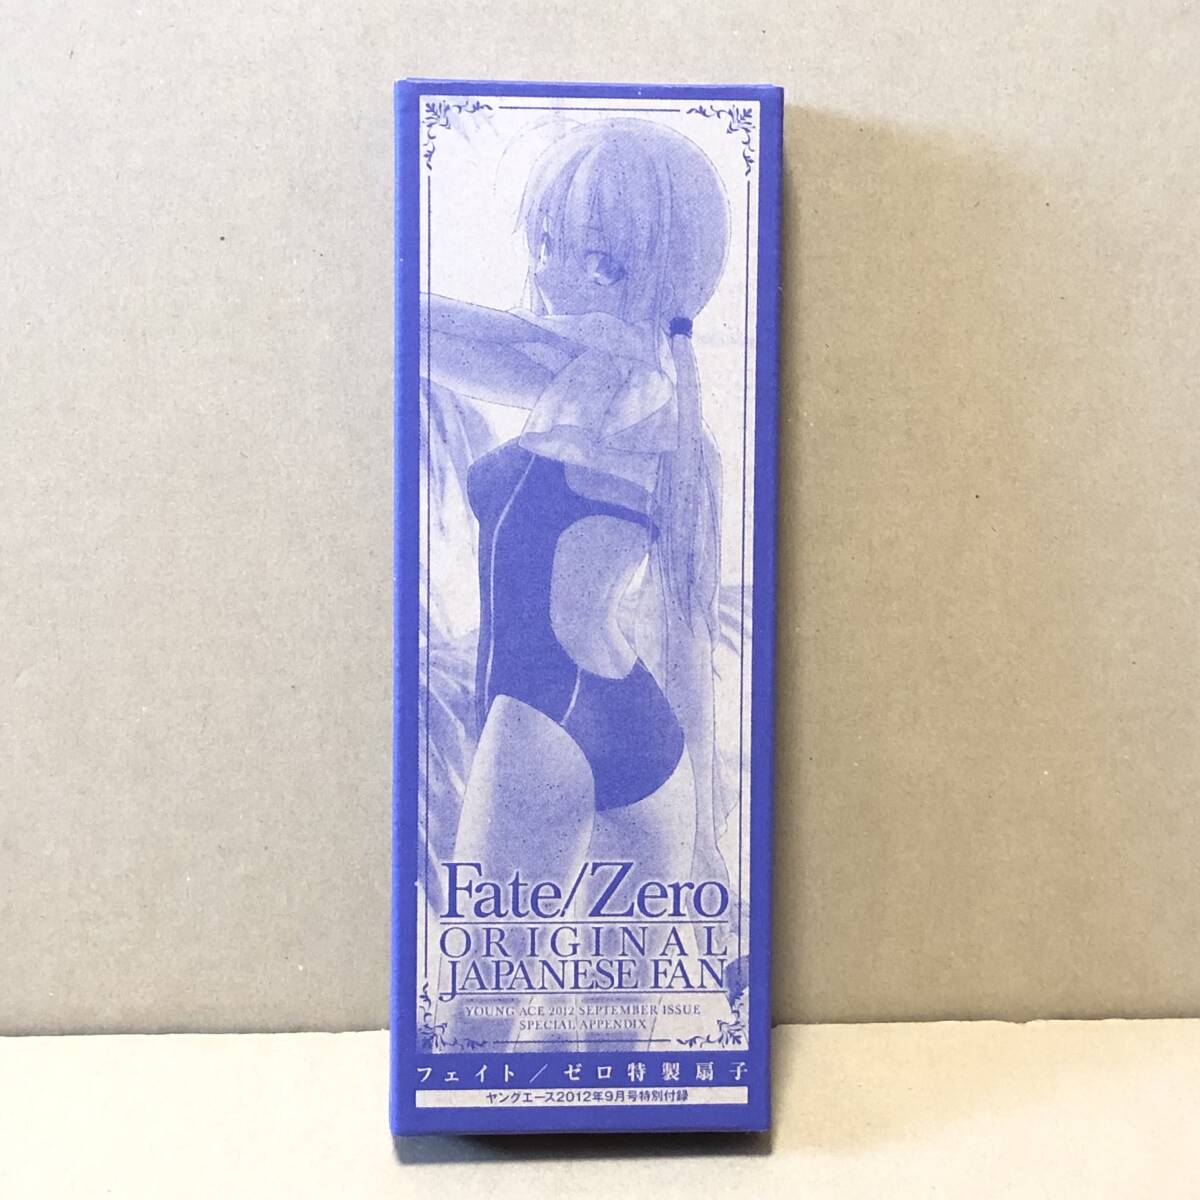 Fate/Zero
ORIGINAL
JAPANESE FAN
YOUNG ACE 2012 SEPTEMBER ISSUE
SPECIAL APPENDIX
フェイト／ゼロ特製扇子
ヤングエース2012年9月号特別付録